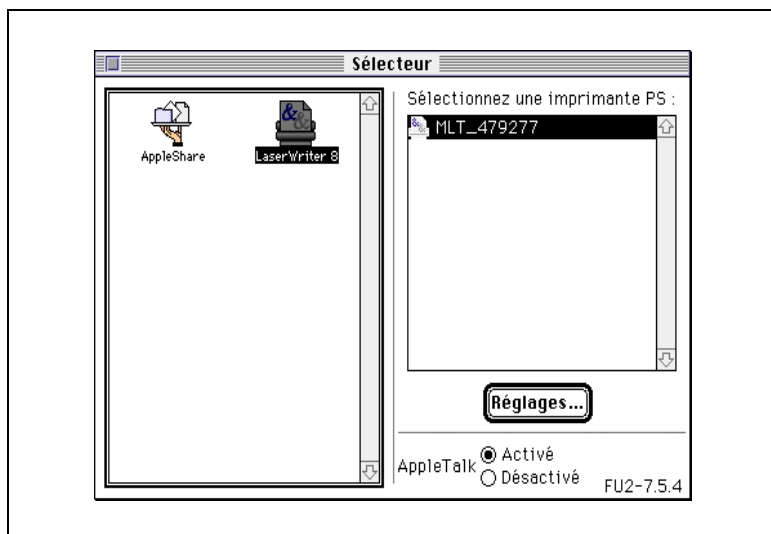 Sélecteur
AppleShare
LaserWriter 8
Sélectionnez une imprimante PS :
MLT_479277
Réglages...
AppleTalk
Activé
Désactivé
FU2-7.5.4